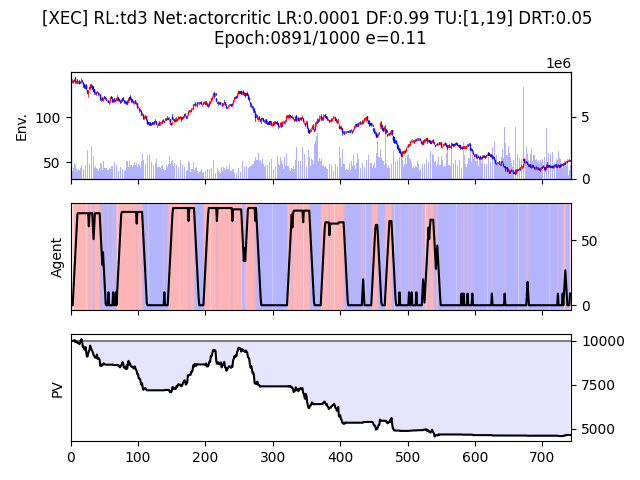 [XEC] RL:td3 Net:actorcritic LR:0.0001 DF:0.99 TU:[1,19] DRT:0.05
Epoch:0891/1000 e=0.11
1e6
Env.
100
50
5
0
Agent
50
0
PV
10000
7500
5000
0 100 200 300 400 500 600 700